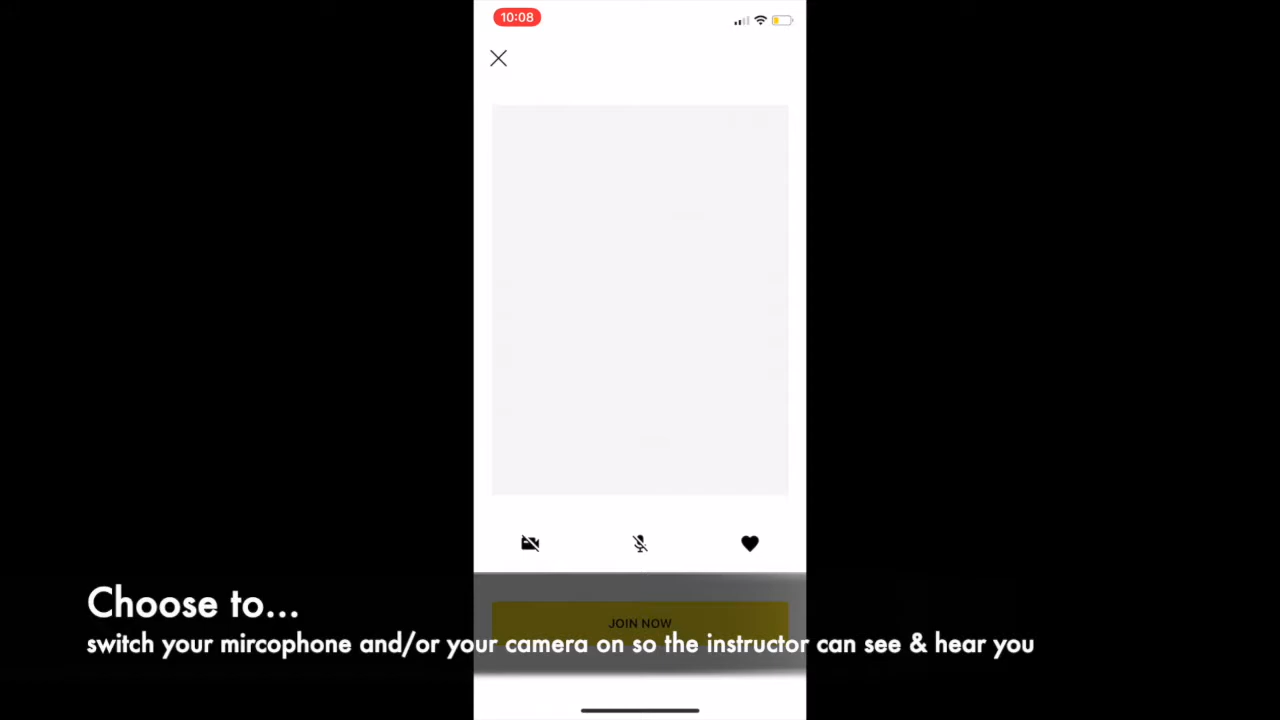 10:08
JOIN NOW
Choose to...
switch your mircophone and/or your camera on so the instructor can see & hear you